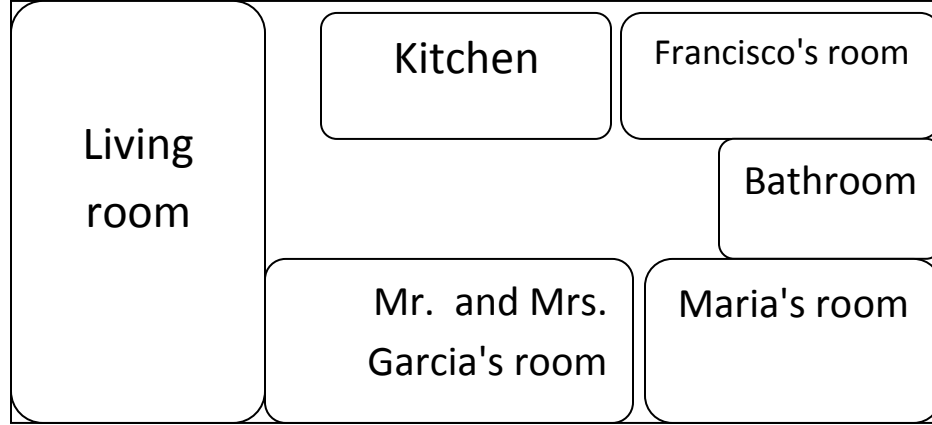 Living
room
Kitchen
Francisco's room
Bathroom
Mr.  and Mrs.
Garcia's room
Maria's room